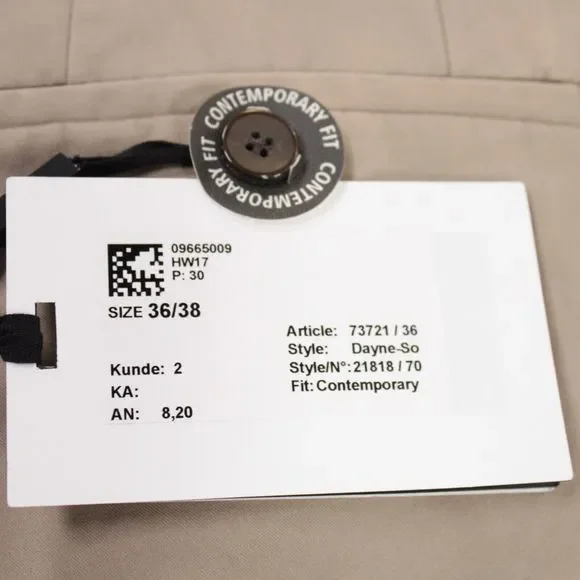 CONTEMPORARY FIT CONTEMPORARY FIT
09665009
HW17
P: 30
SIZE 36/38
Article: 73721 / 36
Style: Dayne-So
Style/N°: 21818 / 70
Fit: Contemporary
Kunde: 2
KA:
AN: 8,20